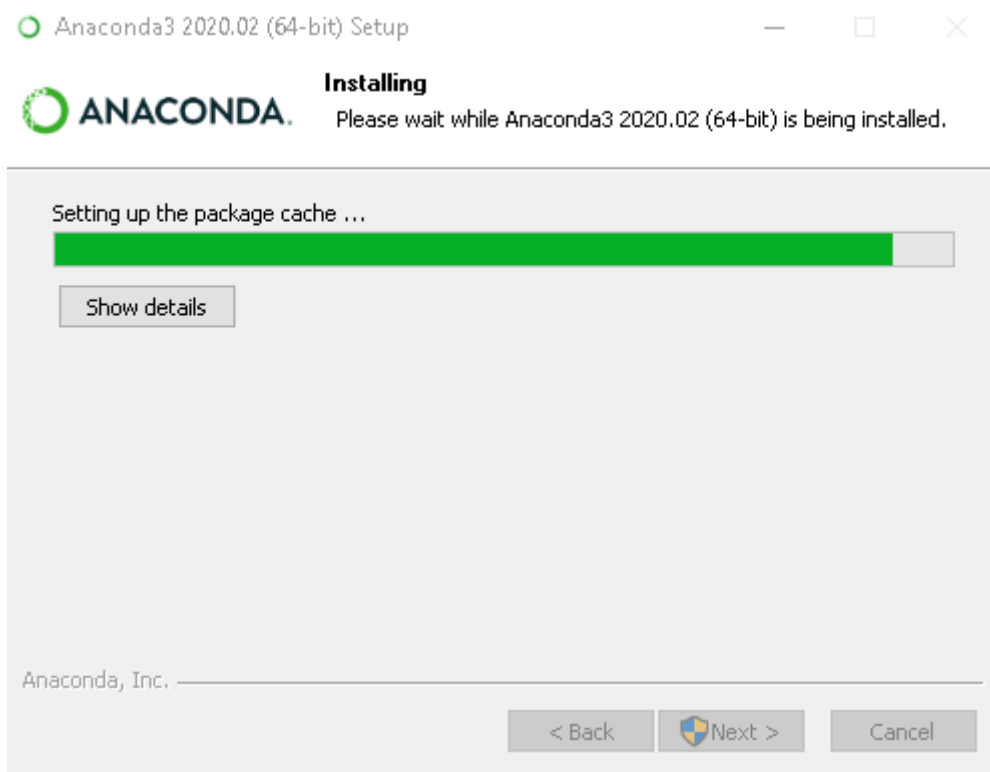 Anaconda3 2020.02 (64-bit) Setup
ANACONDA.
Installing
Please wait while Anaconda3 2020.02 (64-bit) is being installed.
Setting up the package cache ...
Show details
Anaconda, Inc.
< Back
Next >
Cancel